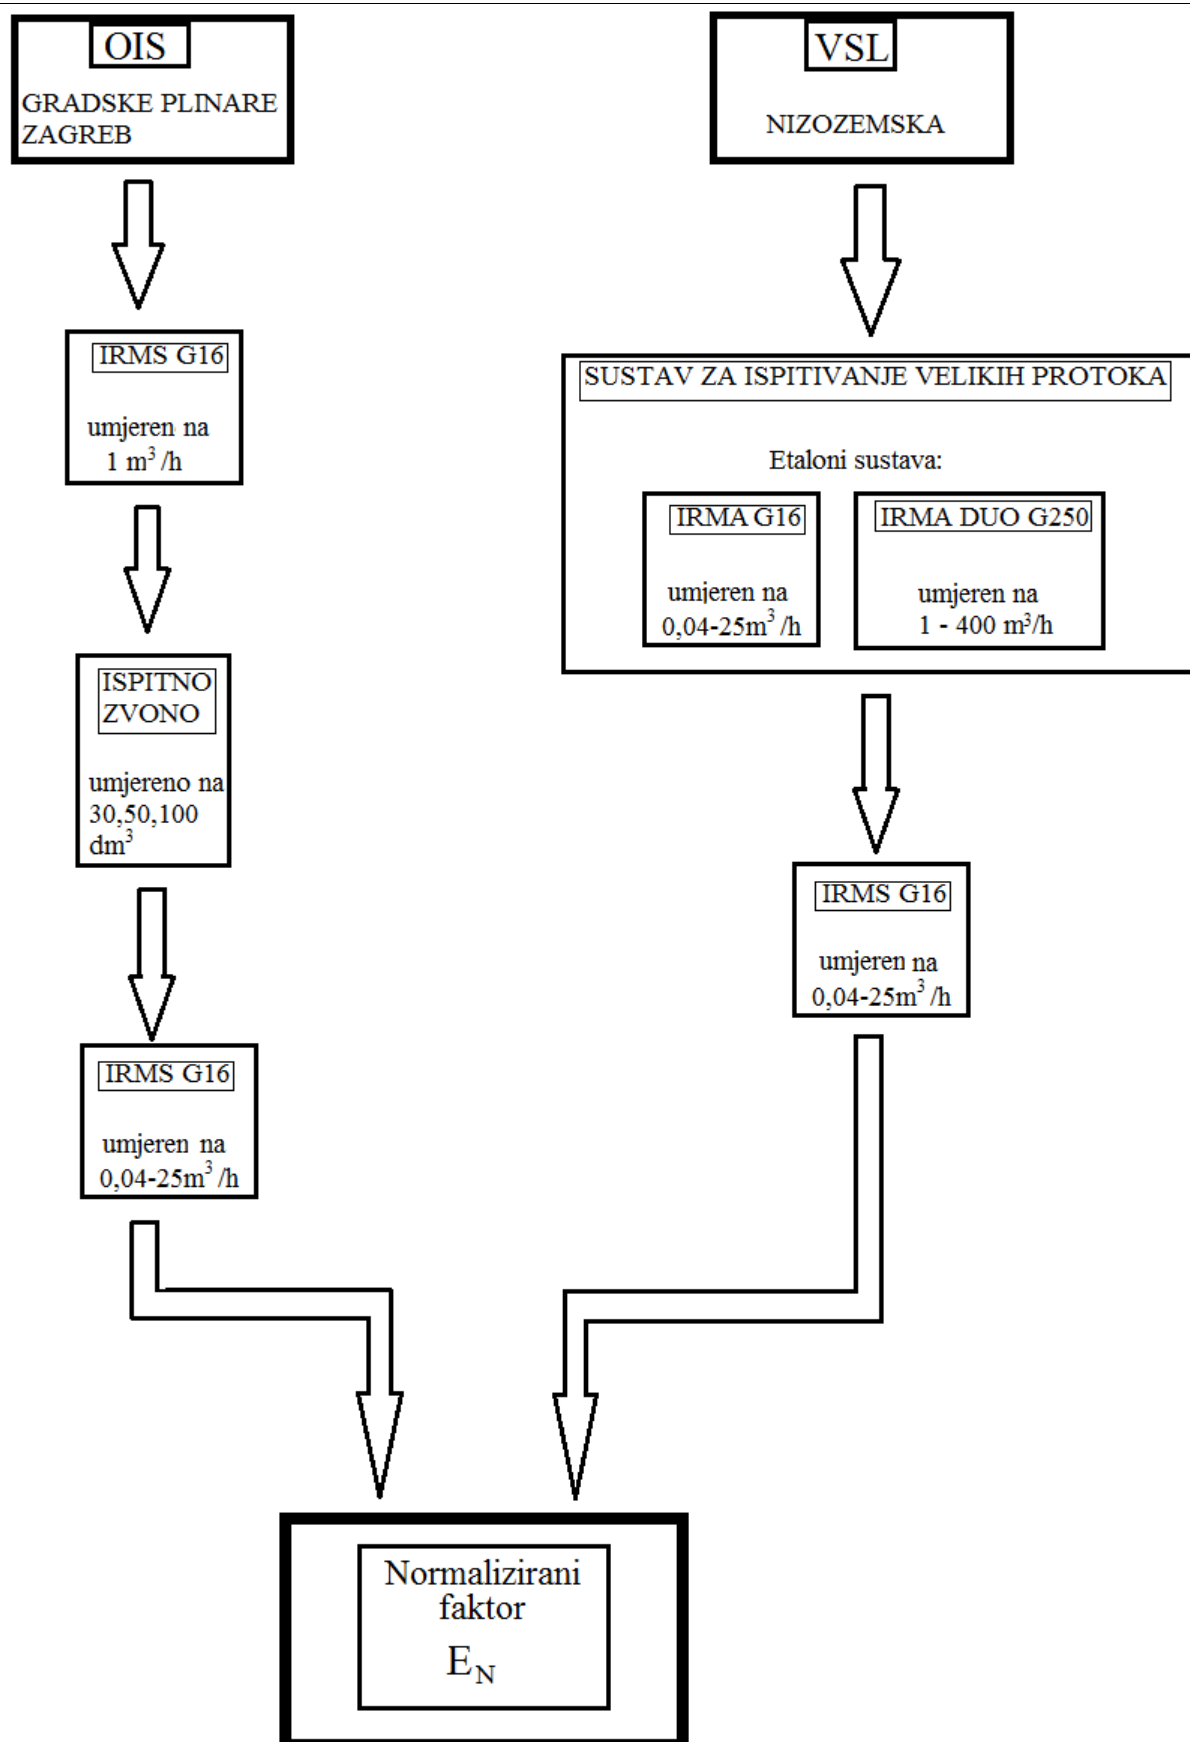 OIS
GRADSKE PLINARE
ZAGREB
IRMS G16
umjeren na
1 m³ /h
ISPITNO
ZVONO
umjereno na
30,50,100
dm³
IRMS G16
umjeren na
0,04-25m³ /h
VSL
NIZOZEMSKA
SUSTAV ZA ISPITIVANJE VELIKIH PROTOKA
Etaloni sustava:
IRMA G16
umjeren na
0,04-25m³ /h
IRMA DUO G250
umjeren na
1 - 400 m³/h
IRMS G16
umjeren na
0,04-25m³ /h
Normalizirani
faktor
E_N